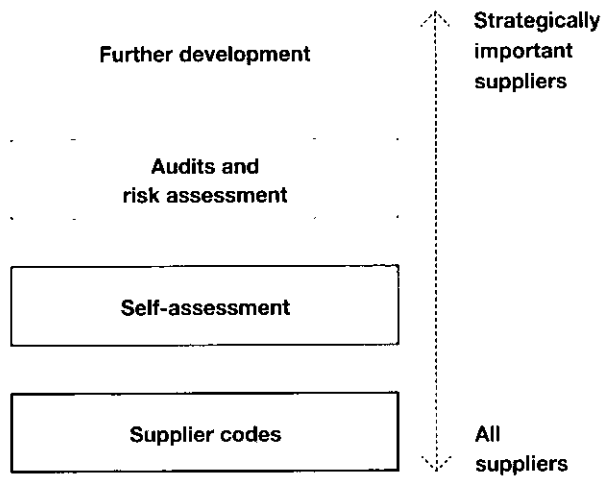 Further development
Strategically
important
suppliers
Audits and
risk assessment
Self-assessment
Supplier codes
All
suppliers